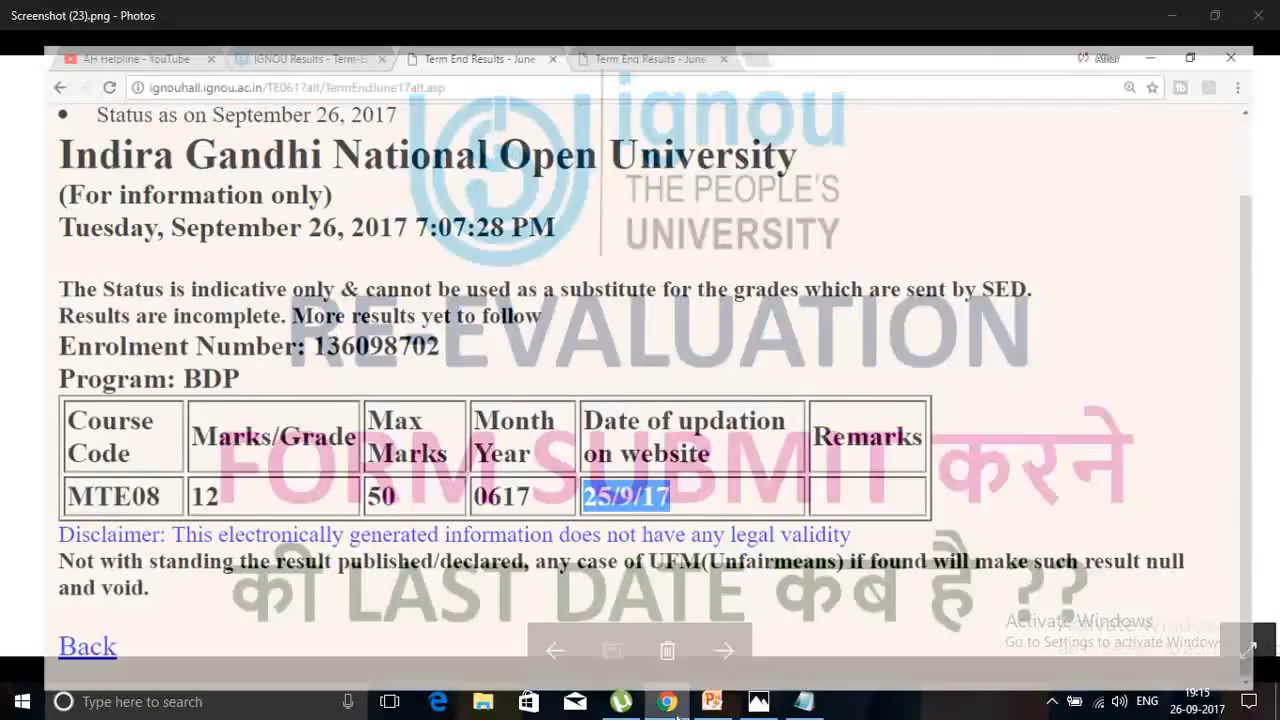 Screenshot (23).png - Photos
AH Helpline - YouTube
IGNOU Results - Term-E
Term End Results - June
Term End Results - June
ignouhall.ignou.ac.in/TE0617alt/TermEndJune17alt.asp
Status as on September 26, 2017
ignou
THE PEOPLE'S
UNIVERSITY
Indira Gandhi National Open University
(For information only)
Tuesday, September 26, 2017 7:07:28 PM
The Status is indicative only & cannot be used as a substitute for the grades which are sent by SED.
Results are incomplete. More results yet to follow
RE-EVALUATION
Enrolment Number: 136098702
Program: BDP
Course Code Marks/Grade Max Marks Month Year Date of updation on website Remarks
FORM SUBMIT करने
MTE08 12 50 0617 25/9/17
Disclaimer: This electronically generated information does not have any legal validity
Not with standing the result published/declared, any case of UFM(Unfairmeans) if found will make such result null
and void.
की LAST DATE कब है ??
Back
Activate Windows
Go to Settings to activate Windows
Type here to search
ENG
19:15
26-09-2017